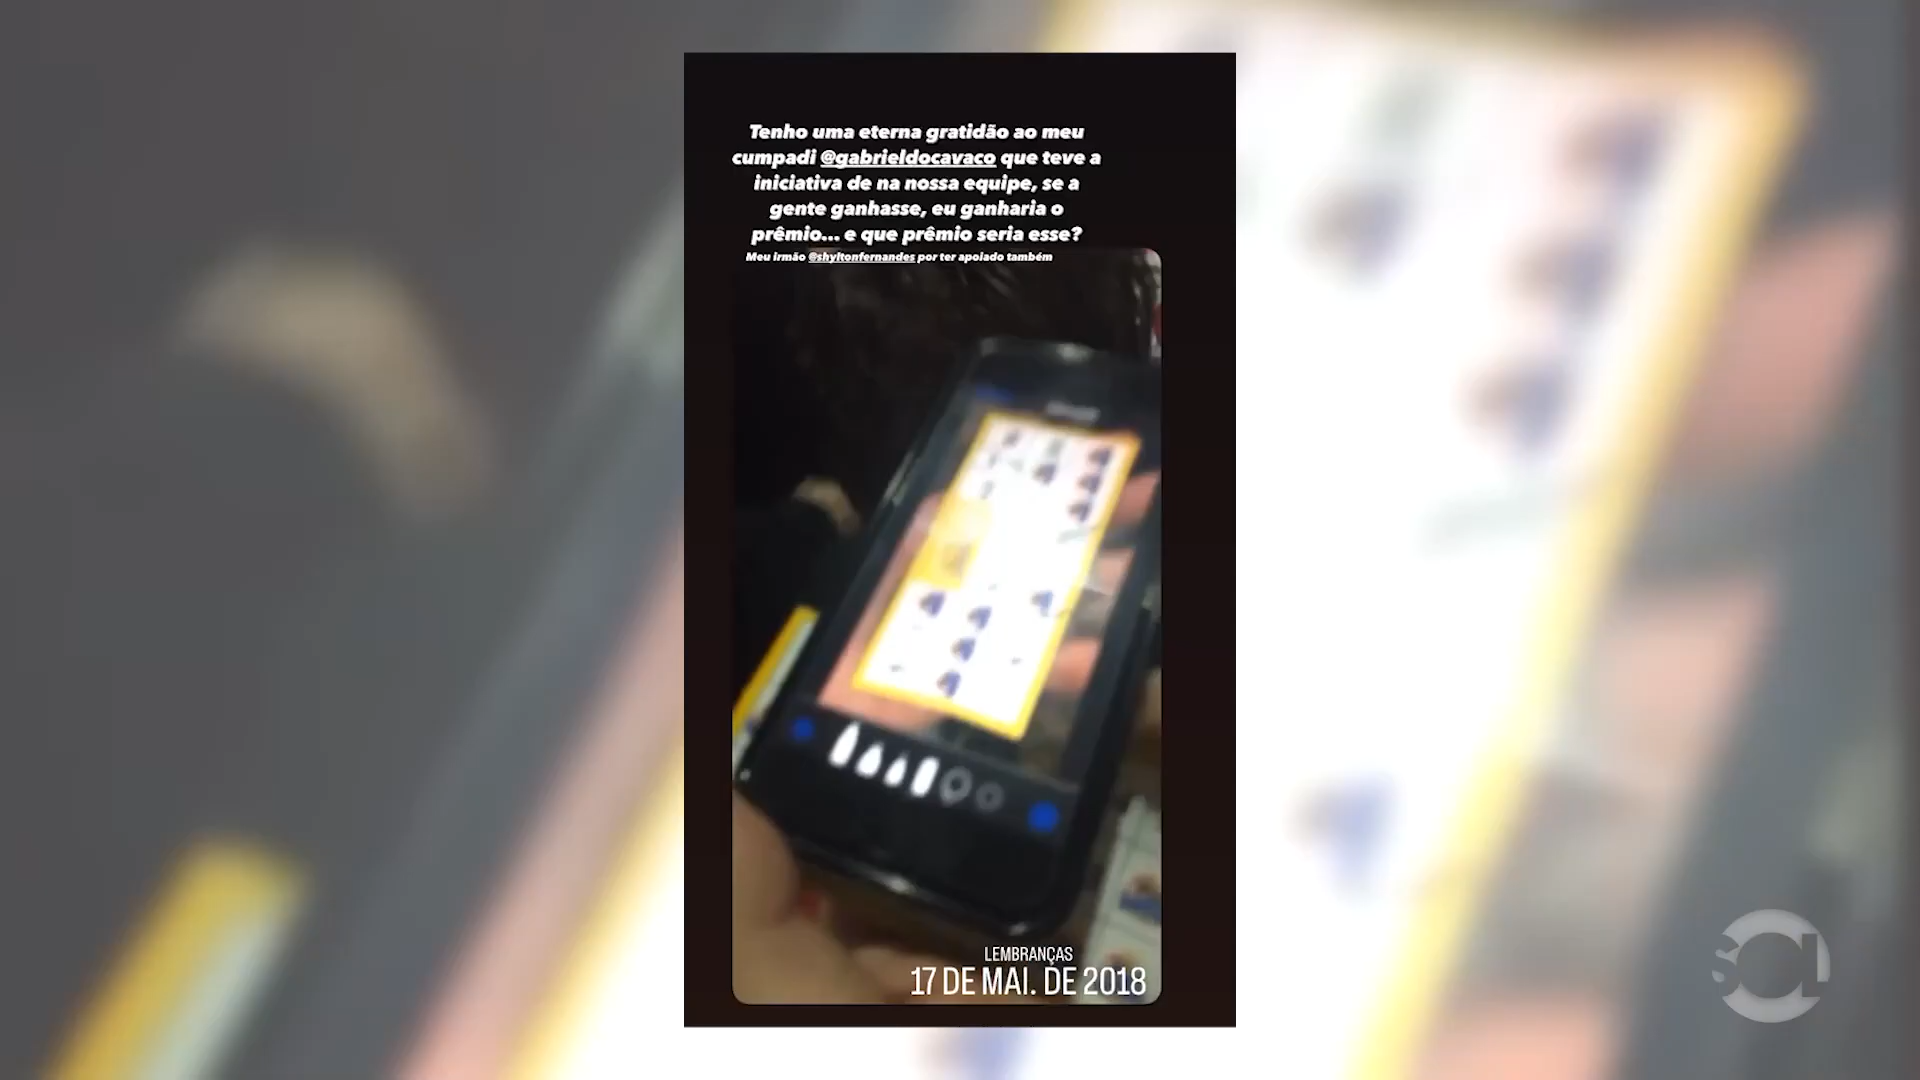 Tenho uma eterna gratidão ao meu
cumpadi @gabrieldocavaco que teve a
iniciativa de na nossa equipe, se a
gente ganhasse, eu ganharia o
prêmio... e que prêmio seria esse?
Meu irmão @shyltonfernandes por ter apoiado também
LEMBRANÇAS
17 DE MAI. DE 2018
SOL